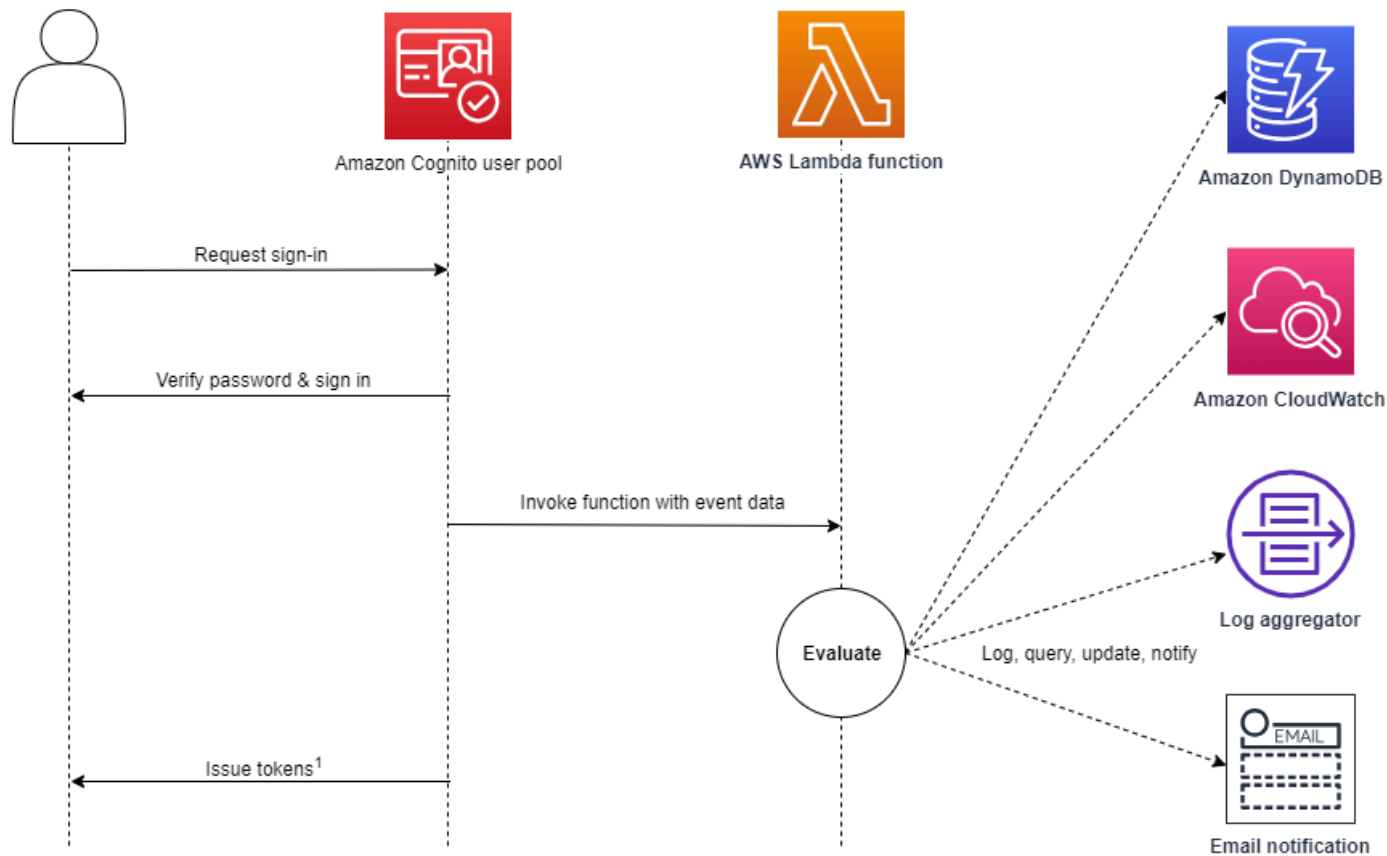 Amazon Cognito user pool
AWS Lambda function
Amazon DynamoDB
Request sign-in
Verify password & sign in
Amazon CloudWatch
Invoke function with event data
Log aggregator
Evaluate
Log, query, update, notify
EMAIL
Issue tokens¹
Email notification